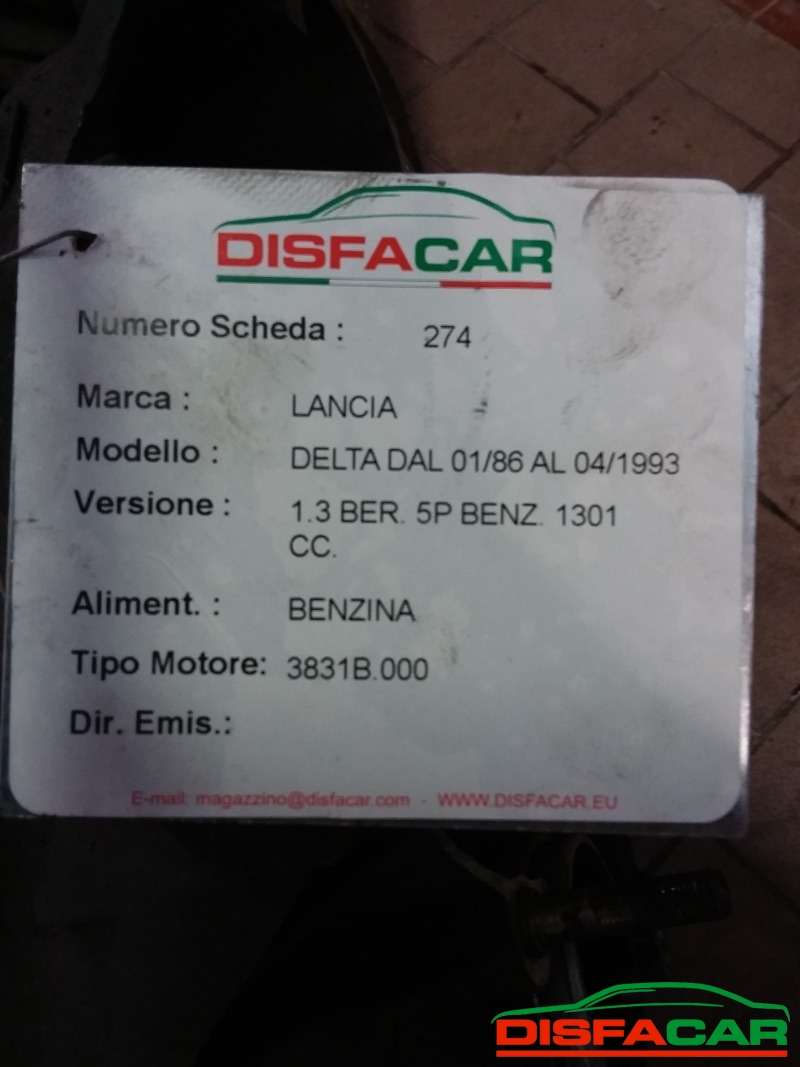 DISFACAR
Numero Scheda : 274
Marca : LANCIA
Modello : DELTA DAL 01/86 AL 04/1993
Versione : 1.3 BER. 5P BENZ. 1301
CC.
Aliment. : BENZINA
Tipo Motore: 3831B.000
Dir. Emis.:
E-mail: magazzino@disfacar.com - WWW.DISFACAR.EU
DISFACAR